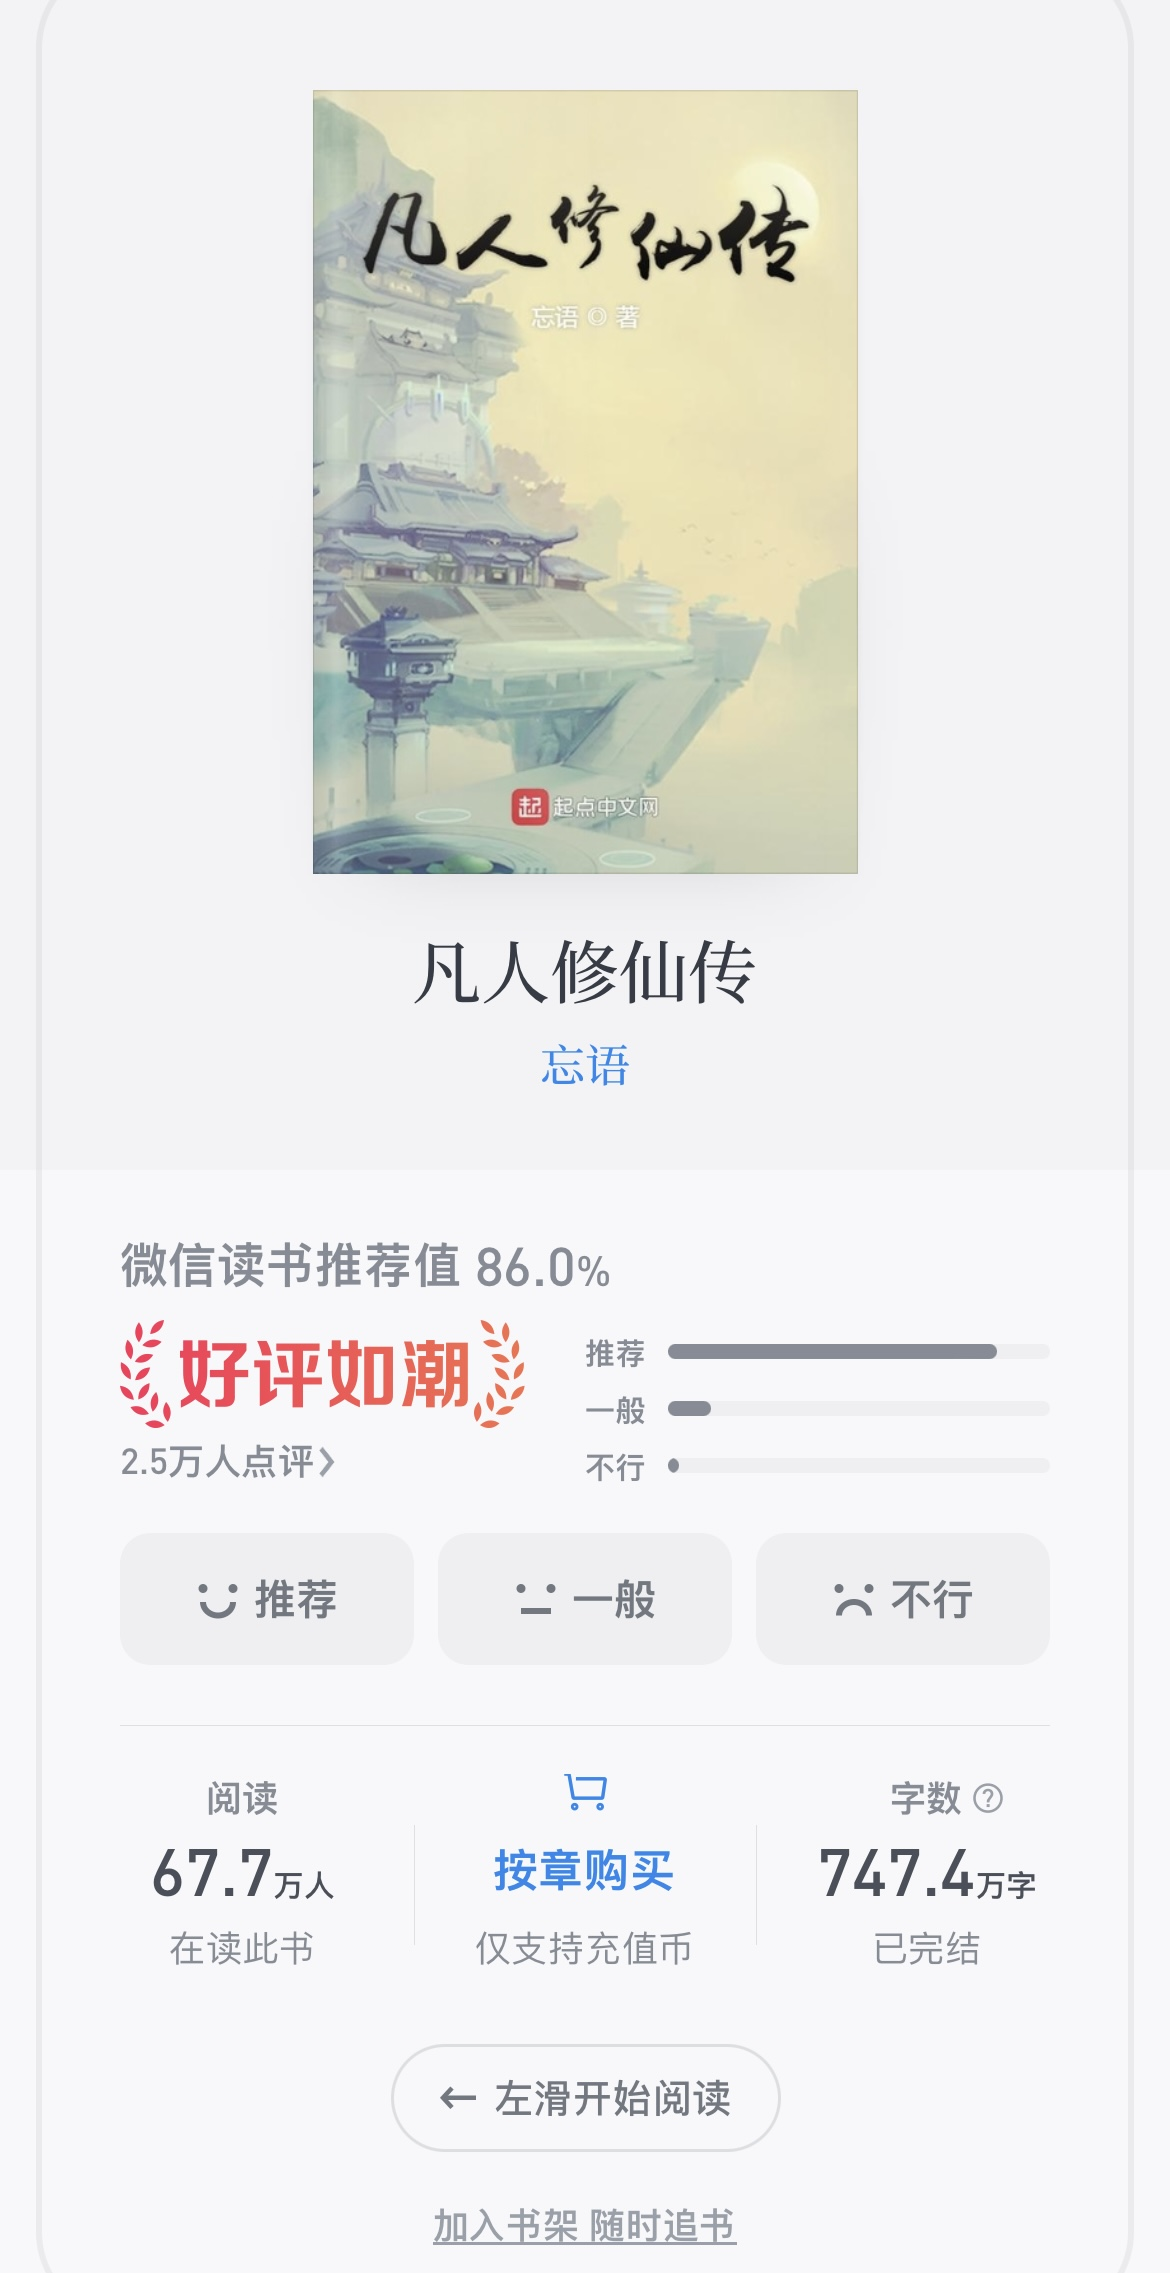 凡人修仙传
忘语 ◎ 著
起 起点中文网
凡人修仙传
忘语
微信读书推荐值 86.0%
好评如潮
2.5万人点评
推荐
一般
不行
推荐
一般
不行
阅读
67.7万人
在读此书
按章购买
仅支持充值币
字数 ?
747.4万字
已完结
← 左滑开始阅读
加入书架 随时追书